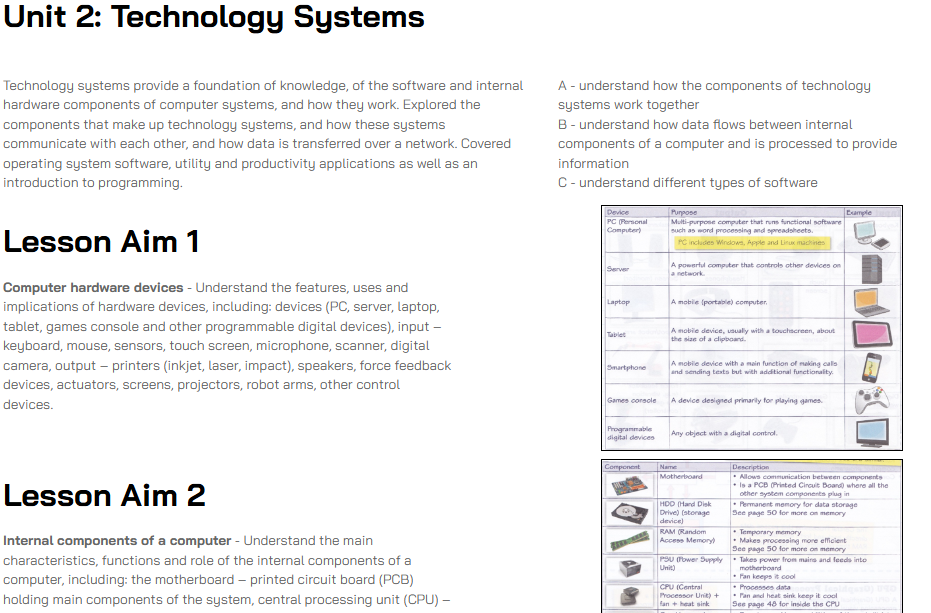 Unit 2: Technology Systems
Technology systems provide a foundation of knowledge, of the software and internal
hardware components of computer systems, and how they work. Explored the
components that make up technology systems, and how these systems
communicate with each other, and how data is transferred over a network. Covered
operating system software, utility and productivity applications as well as an
introduction to programming.
A - understand how the components of technology
systems work together
B - understand how data flows between internal
components of a computer and is processed to provide
information
C - understand different types of software
Lesson Aim 1
Computer hardware devices - Understand the features, uses and
implications of hardware devices, including: devices (PC, server, laptop,
tablet, games console and other programmable digital devices), input –
keyboard, mouse, sensors, touch screen, microphone, scanner, digital
camera, output – printers (inkjet, laser, impact), speakers, force feedback
devices, actuators, screens, projectors, robot arms, other control
devices.
Device Purpose Example
PC (Personal
Computer)
Multi-purpose computer that runs functional software
such as word processing and spreadsheets.
PC includes Windows, Apple and Linux machines.
Server
A powerful computer that controls other devices on
a network.
Laptop
A mobile (portable) computer.
Tablet
A mobile device, usually with a touchscreen, about
the size of a clipboard.
Smartphone
A mobile device with a main function of making calls
and sending texts but with additional functionality.
Games console
A device designed primarily for playing games.
Programmable
digital devices
Any object with a digital control.
Lesson Aim 2
Internal components of a computer - Understand the main
characteristics, functions and role of the internal components of a
computer, including: the motherboard – printed circuit board (PCB)
holding main components of the system, central processing unit (CPU) –
Component Name Description
Motherboard
• Allows communication between components
• Is a PCB (Printed Circuit Board) where all the
other system components plug in
HDD (Hard Disk
Drive) (storage
device)
• Permanent memory for data storage
See page 50 for more on memory
RAM (Random
Access Memory)
• Temporary memory
• Makes processing more efficient
See page 50 for more on memory
PSU (Power Supply
Unit)
• Takes power from mains and feeds into
motherboard
• Fan keeps it cool
CPU (Central
Processor Unit) +
fan + heat sink
• Processes data
• Fan and heat sink keep it cool
See page 48 for inside the CPU